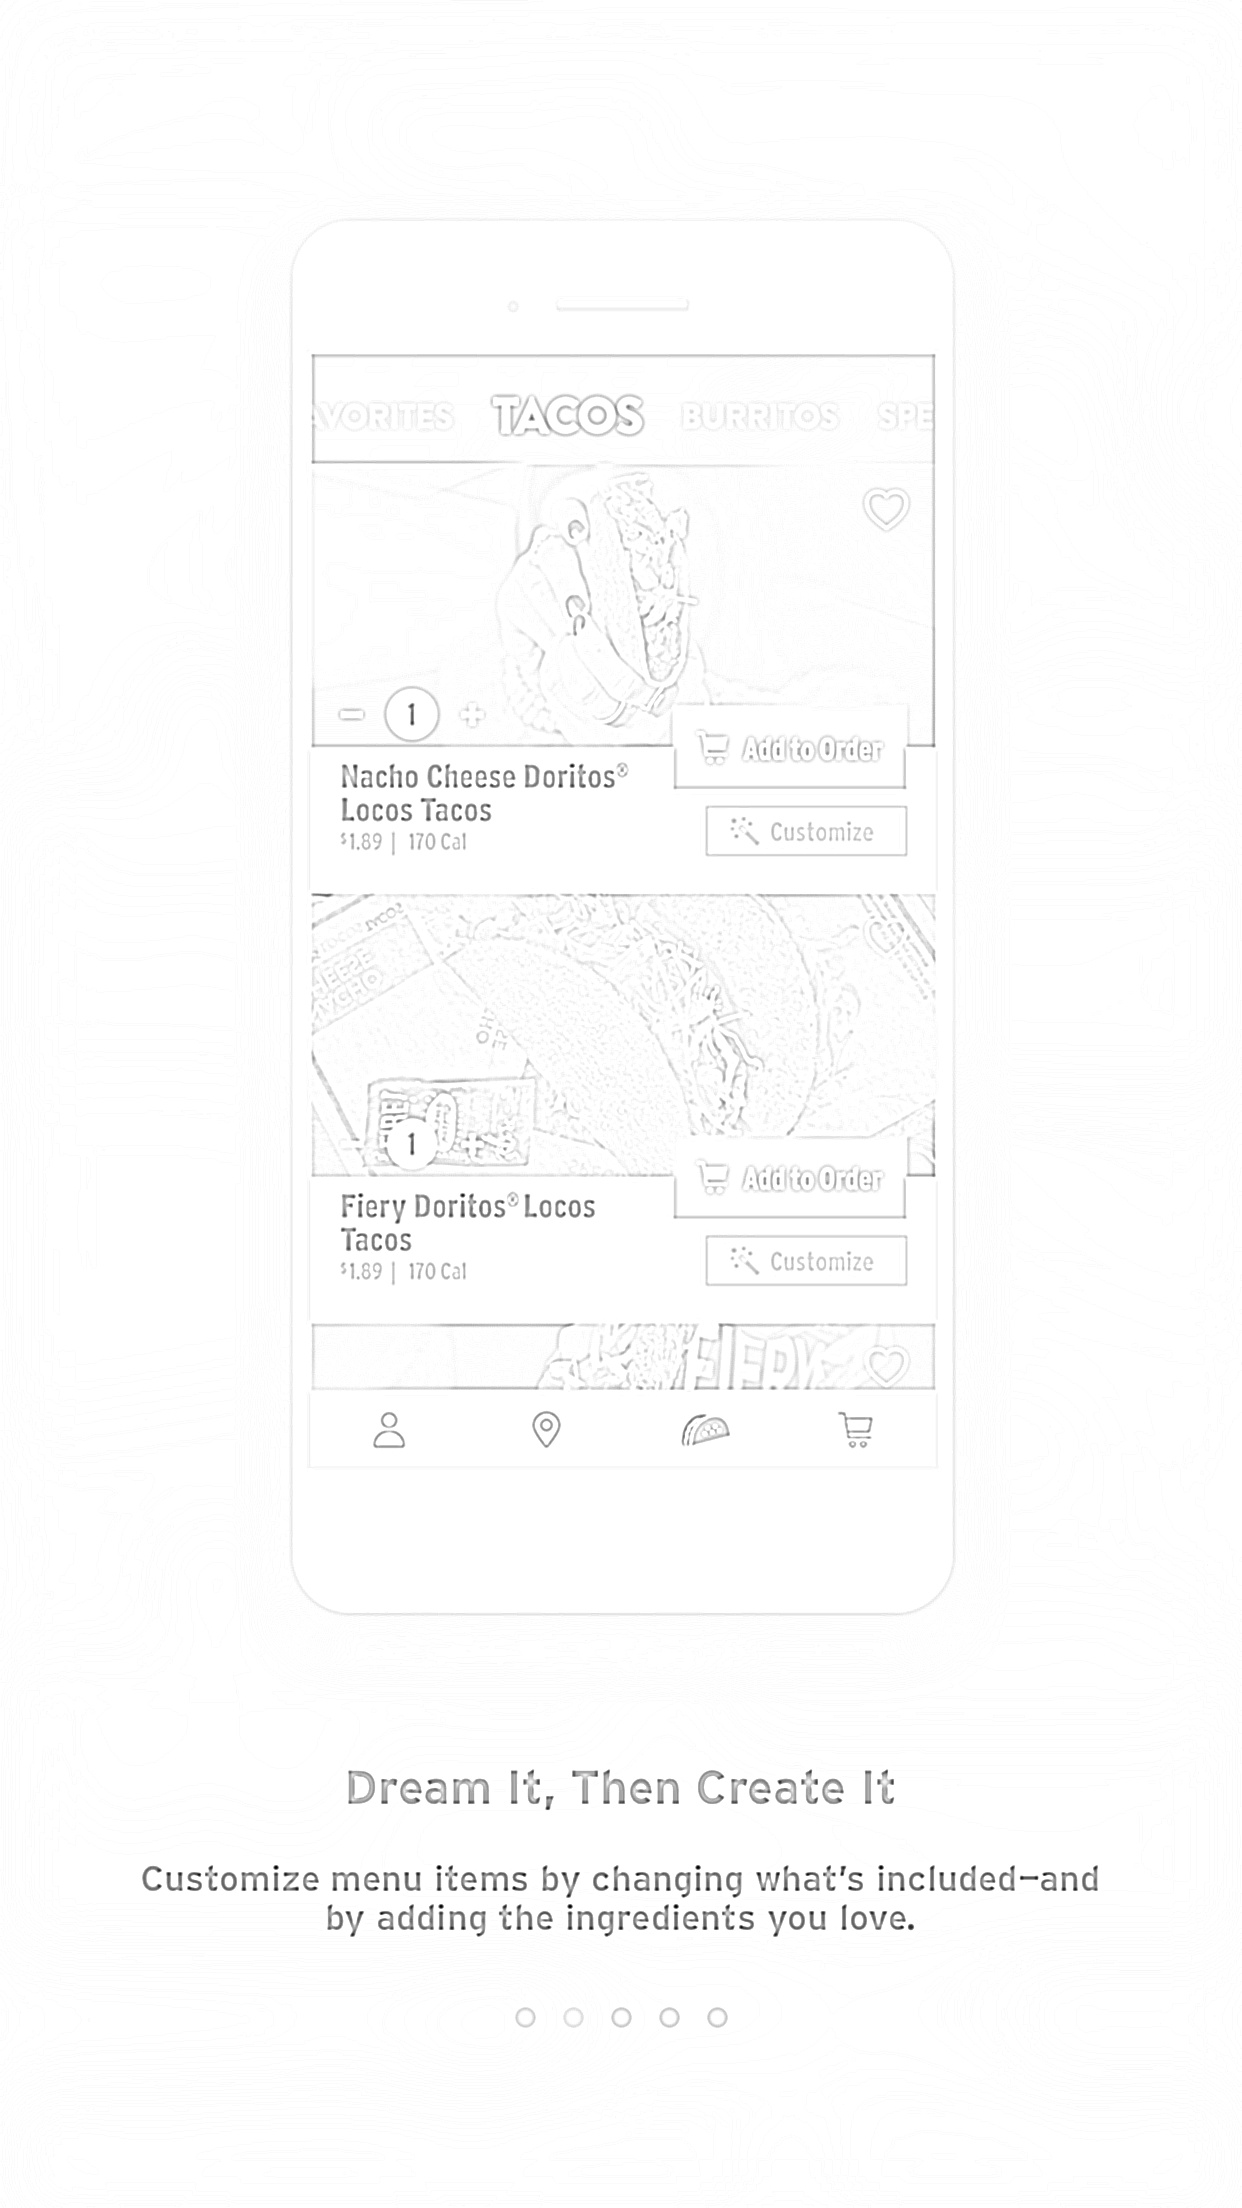 AVORITES TACOS BURRITOS SPE
1
Add to Order
Nacho Cheese Doritos®
Locos Tacos
$1.89 | 170 Cal
Customize
1
Add to Order
Fiery Doritos® Locos
Tacos
$1.89 | 170 Cal
Customize
FIERY
Dream It, Then Create It
Customize menu items by changing what's included—and
by adding the ingredients you love.